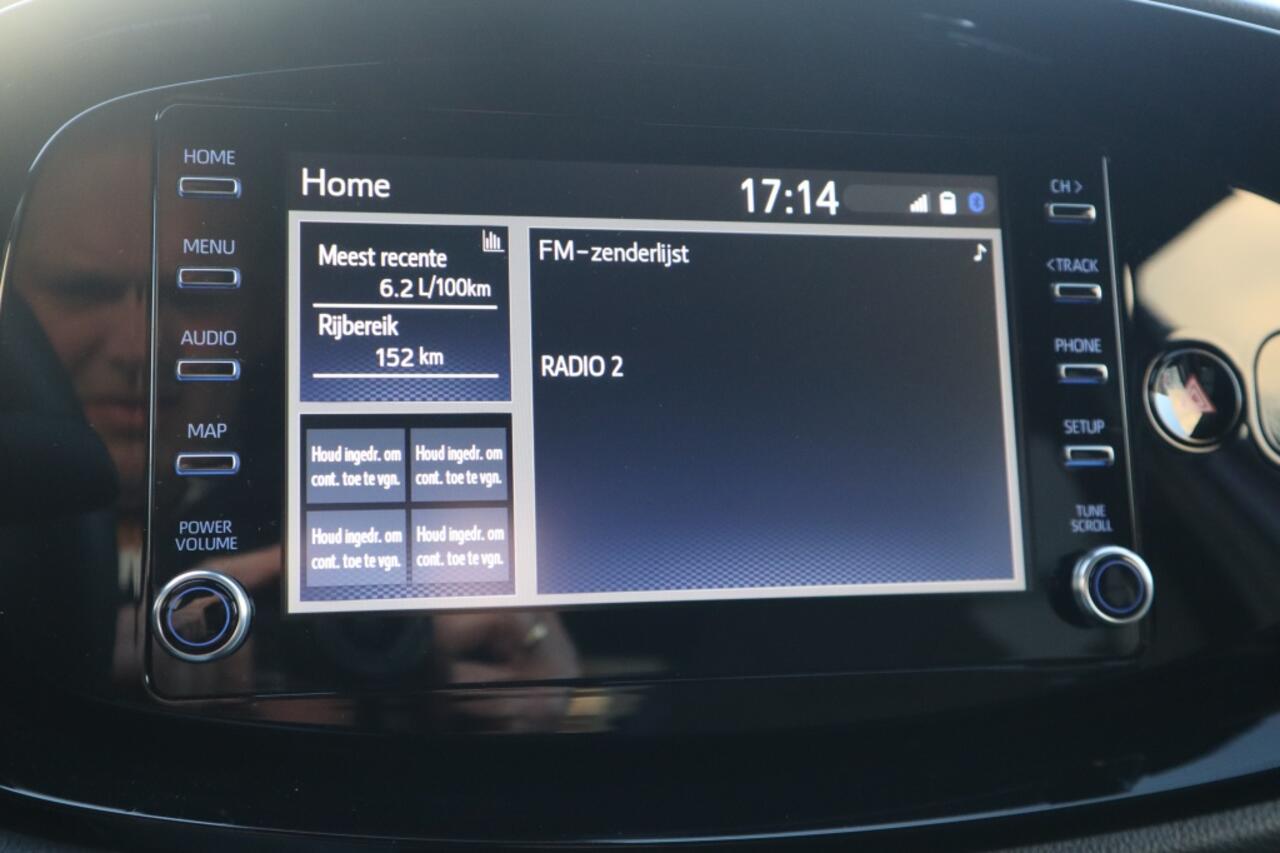 HOME
MENU
AUDIO
MAP
POWER
VOLUME
Home
17:14
Meest recente
6.2 L/100km
Rijbereik
152 km
Houd ingedr. om
cont. toe te vgn.
Houd ingedr. om
cont. toe te vgn.
Houd ingedr. om
cont. toe te vgn.
Houd ingedr. om
cont. toe te vgn.
FM-zenderlijst
RADIO 2
CH >
< TRACK
PHONE
SETUP
TUNE
SCROLL